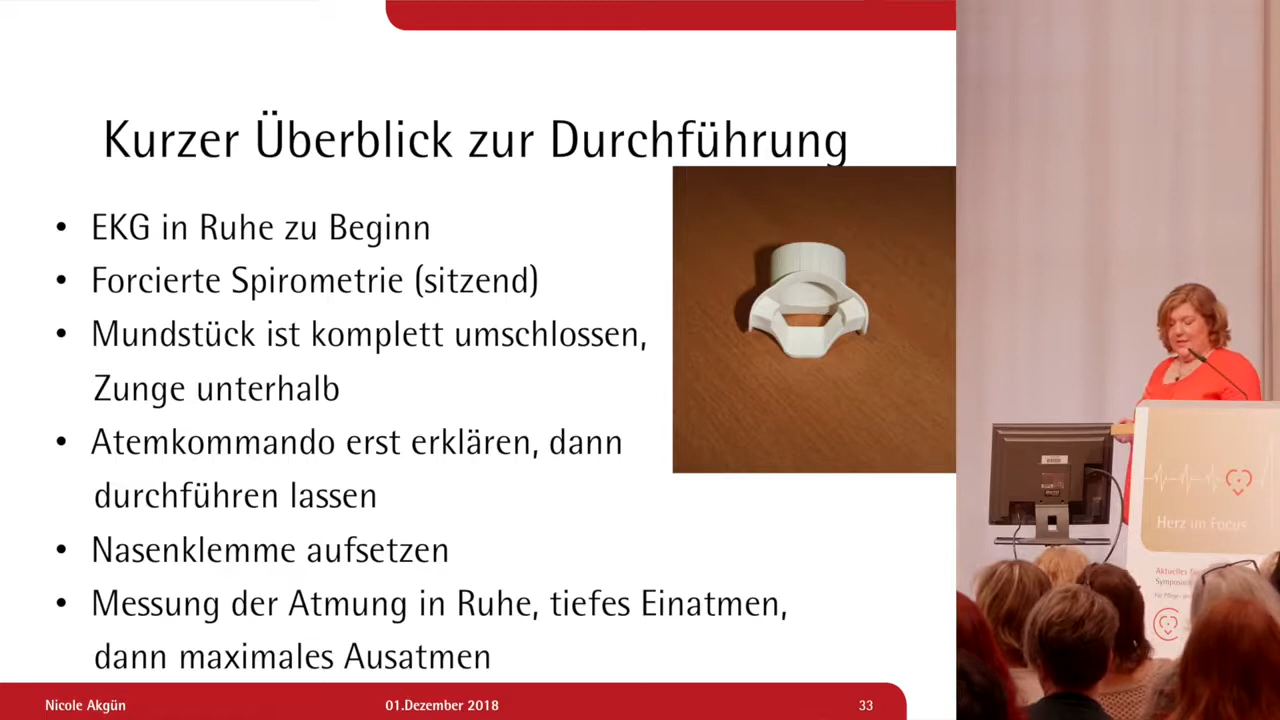 Kurzer Überblick zur Durchführung
• EKG in Ruhe zu Beginn
• Forcierte Spirometrie (sitzend)
• Mundstück ist komplett umschlossen,
Zunge unterhalb
• Atemkommando erst erklären, dann
durchführen lassen
• Nasenklemme aufsetzen
• Messung der Atmung in Ruhe, tiefes Einatmen,
dann maximales Ausatmen
Nicole Akgün 01.Dezember 2018 33
Herz im Focus
Aktuelles
Symposium